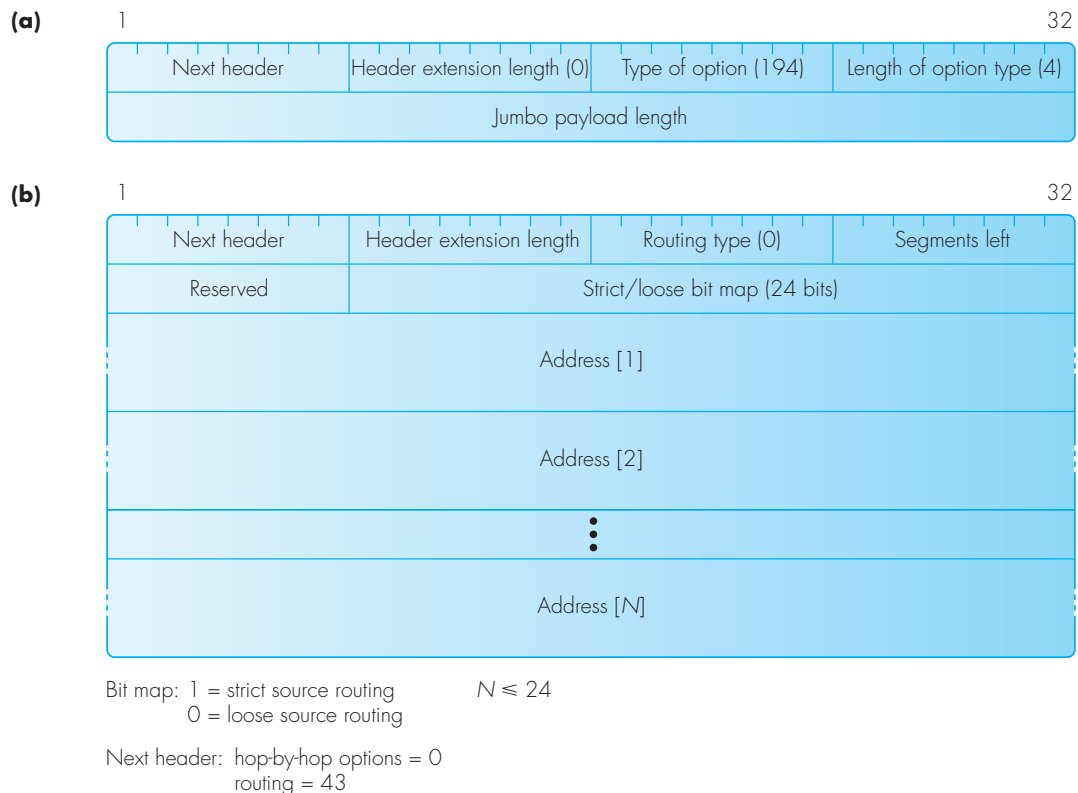 (a)
1 32
Next header Header extension length (0) Type of option (194) Length of option type (4)
Jumbo payload length
(b)
1 32
Next header Header extension length Routing type (0) Segments left
Reserved Strict/loose bit map (24 bits)
Address [1]
Address [2]
Address [N]
Bit map: 1 = strict source routing N ⩽ 24
0 = loose source routing
Next header: hop-by-hop options = 0
routing = 43